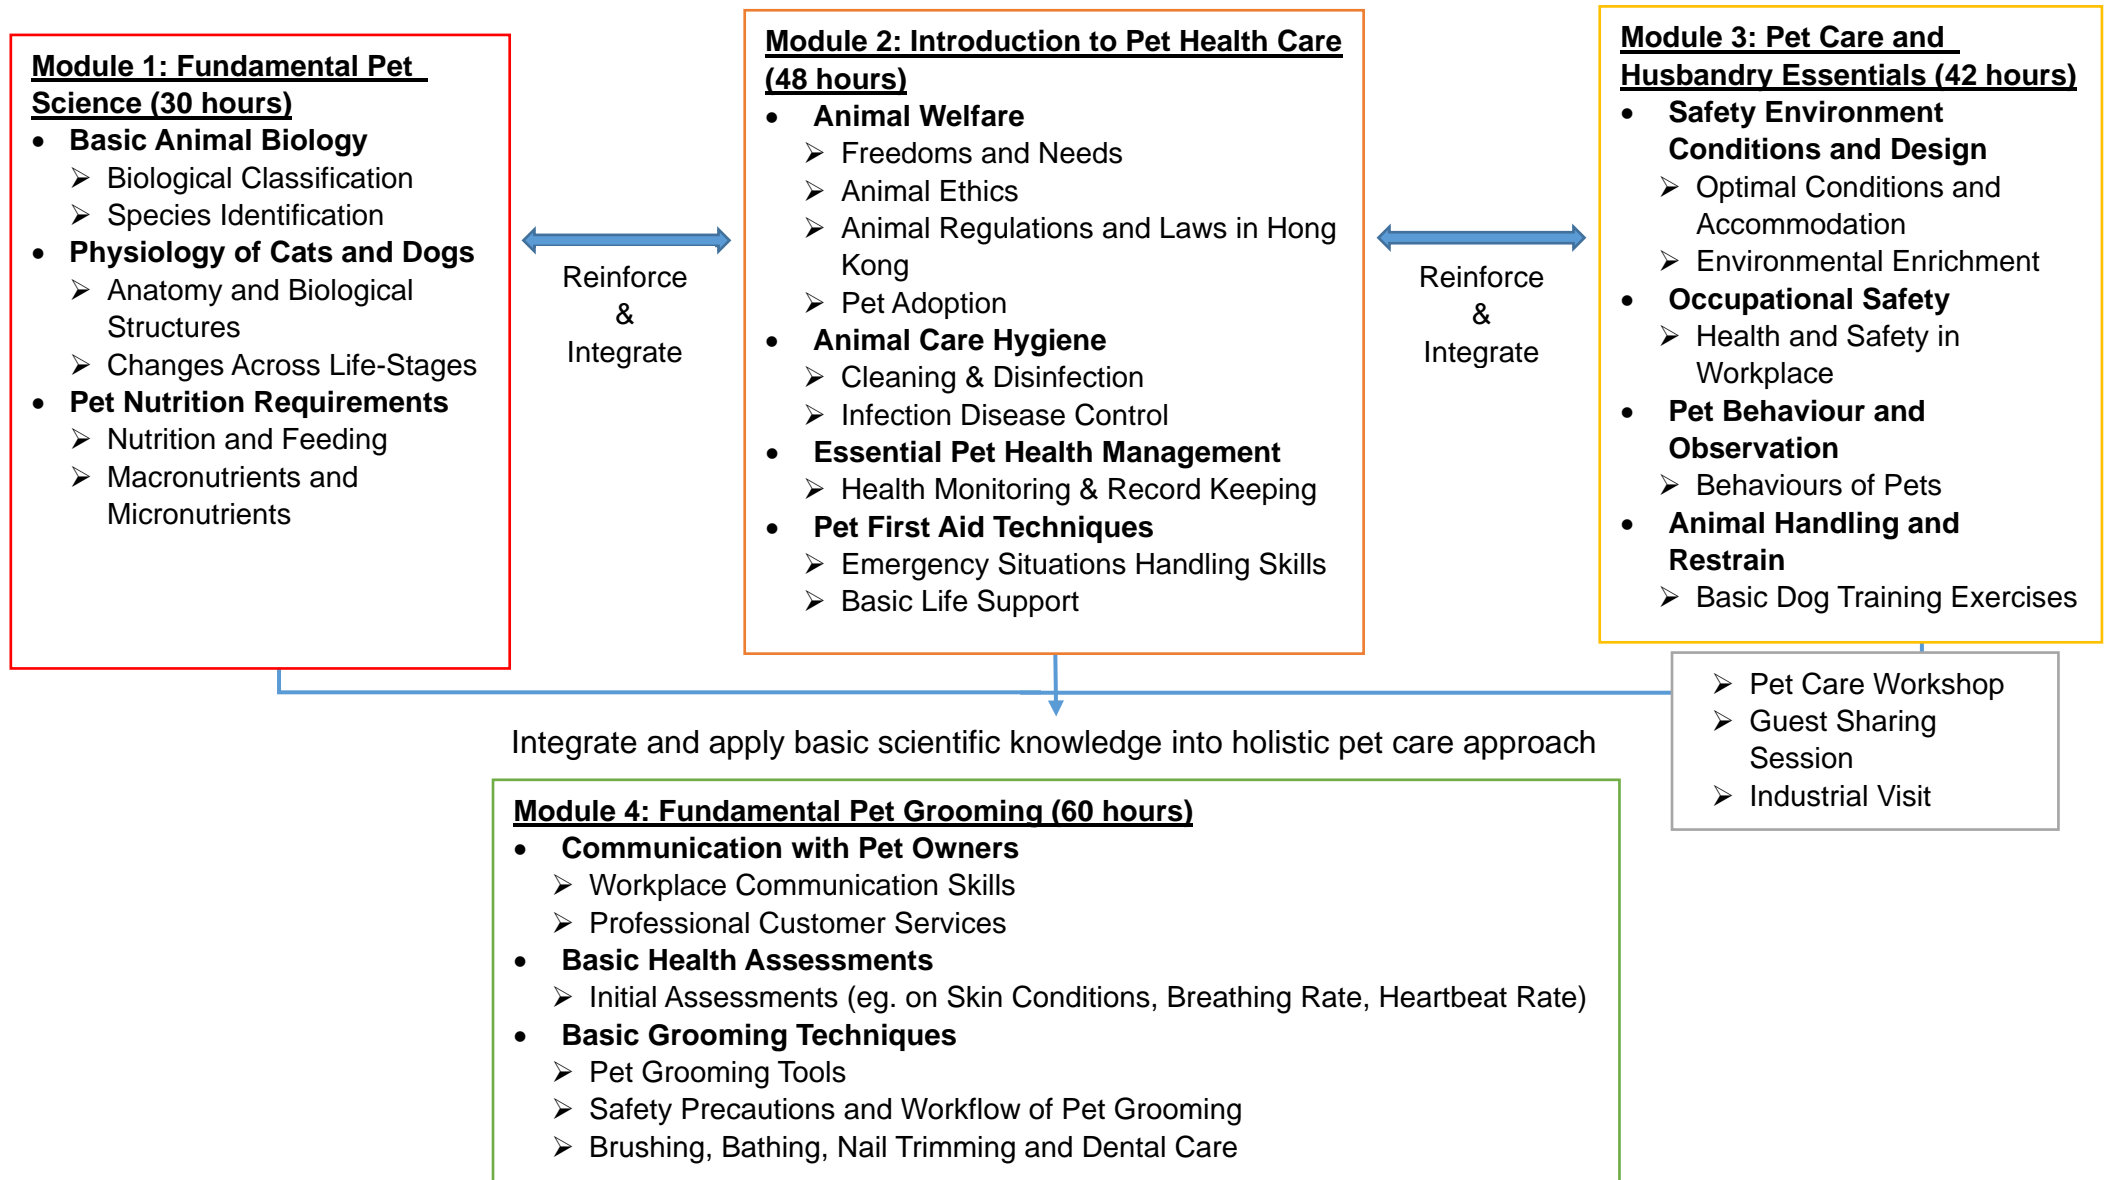 Module 1: Fundamental Pet
Science (30 hours)
• Basic Animal Biology
➢ Biological Classification
➢ Species Identification
• Physiology of Cats and Dogs
➢ Anatomy and Biological
Structures
➢ Changes Across Life-Stages
• Pet Nutrition Requirements
➢ Nutrition and Feeding
➢ Macronutrients and
Micronutrients
Reinforce
&
Integrate
Module 2: Introduction to Pet Health Care
(48 hours)
• Animal Welfare
➢ Freedoms and Needs
➢ Animal Ethics
➢ Animal Regulations and Laws in Hong
Kong
➢ Pet Adoption
• Animal Care Hygiene
➢ Cleaning & Disinfection
➢ Infection Disease Control
• Essential Pet Health Management
➢ Health Monitoring & Record Keeping
• Pet First Aid Techniques
➢ Emergency Situations Handling Skills
➢ Basic Life Support
Reinforce
&
Integrate
Module 3: Pet Care and
Husbandry Essentials (42 hours)
• Safety Environment
Conditions and Design
➢ Optimal Conditions and
Accommodation
➢ Environmental Enrichment
• Occupational Safety
➢ Health and Safety in
Workplace
• Pet Behaviour and
Observation
➢ Behaviours of Pets
• Animal Handling and
Restrain
➢ Basic Dog Training Exercises
➢ Pet Care Workshop
➢ Guest Sharing
Session
➢ Industrial Visit
Integrate and apply basic scientific knowledge into holistic pet care approach
Module 4: Fundamental Pet Grooming (60 hours)
• Communication with Pet Owners
➢ Workplace Communication Skills
➢ Professional Customer Services
• Basic Health Assessments
➢ Initial Assessments (eg. on Skin Conditions, Breathing Rate, Heartbeat Rate)
• Basic Grooming Techniques
➢ Pet Grooming Tools
➢ Safety Precautions and Workflow of Pet Grooming
➢ Brushing, Bathing, Nail Trimming and Dental Care